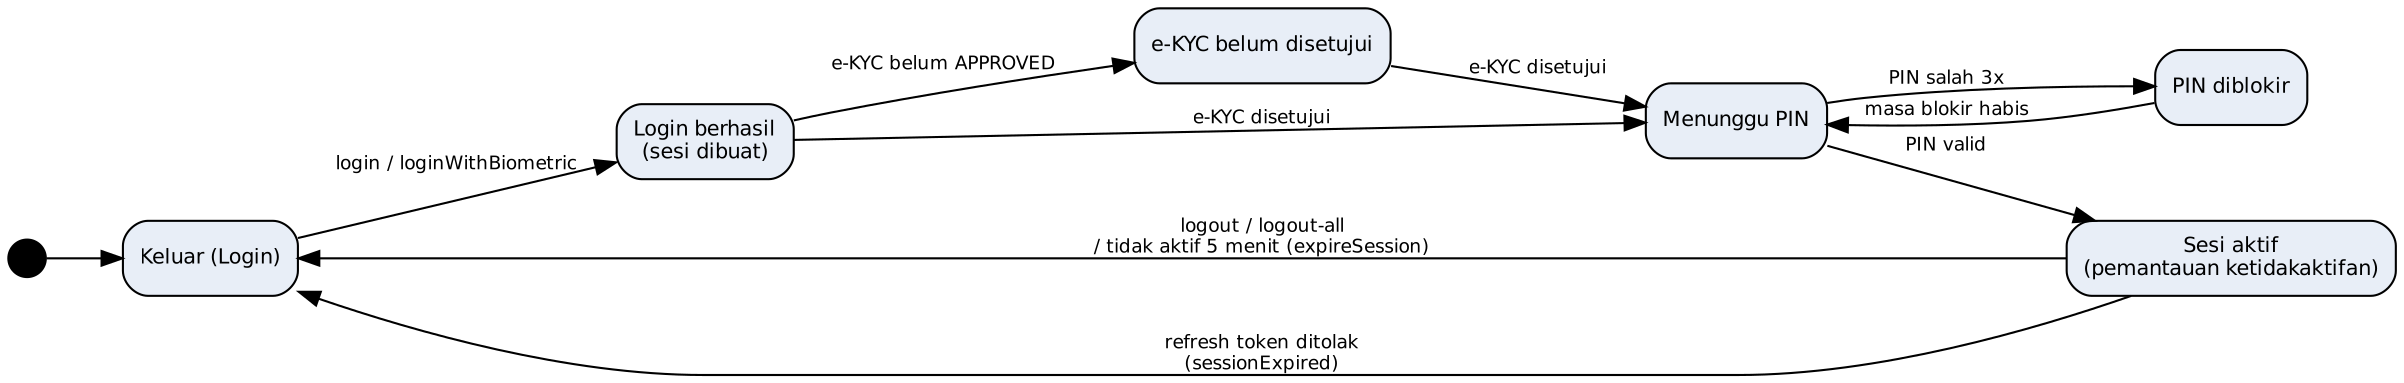 e-KYC belum disetujui
e-KYC belum APPROVED
e-KYC disetujui
PIN salah 3x
PIN diblokir
masa blokir habis
Login berhasil
(sesi dibuat)
e-KYC disetujui
Menunggu PIN
PIN valid
login / loginWithBiometric
Keluar (Login)
logout / logout-all
/ tidak aktif 5 menit (expireSession)
Sesi aktif
(pemantauan ketidakaktifan)
refresh token ditolak
(sessionExpired)